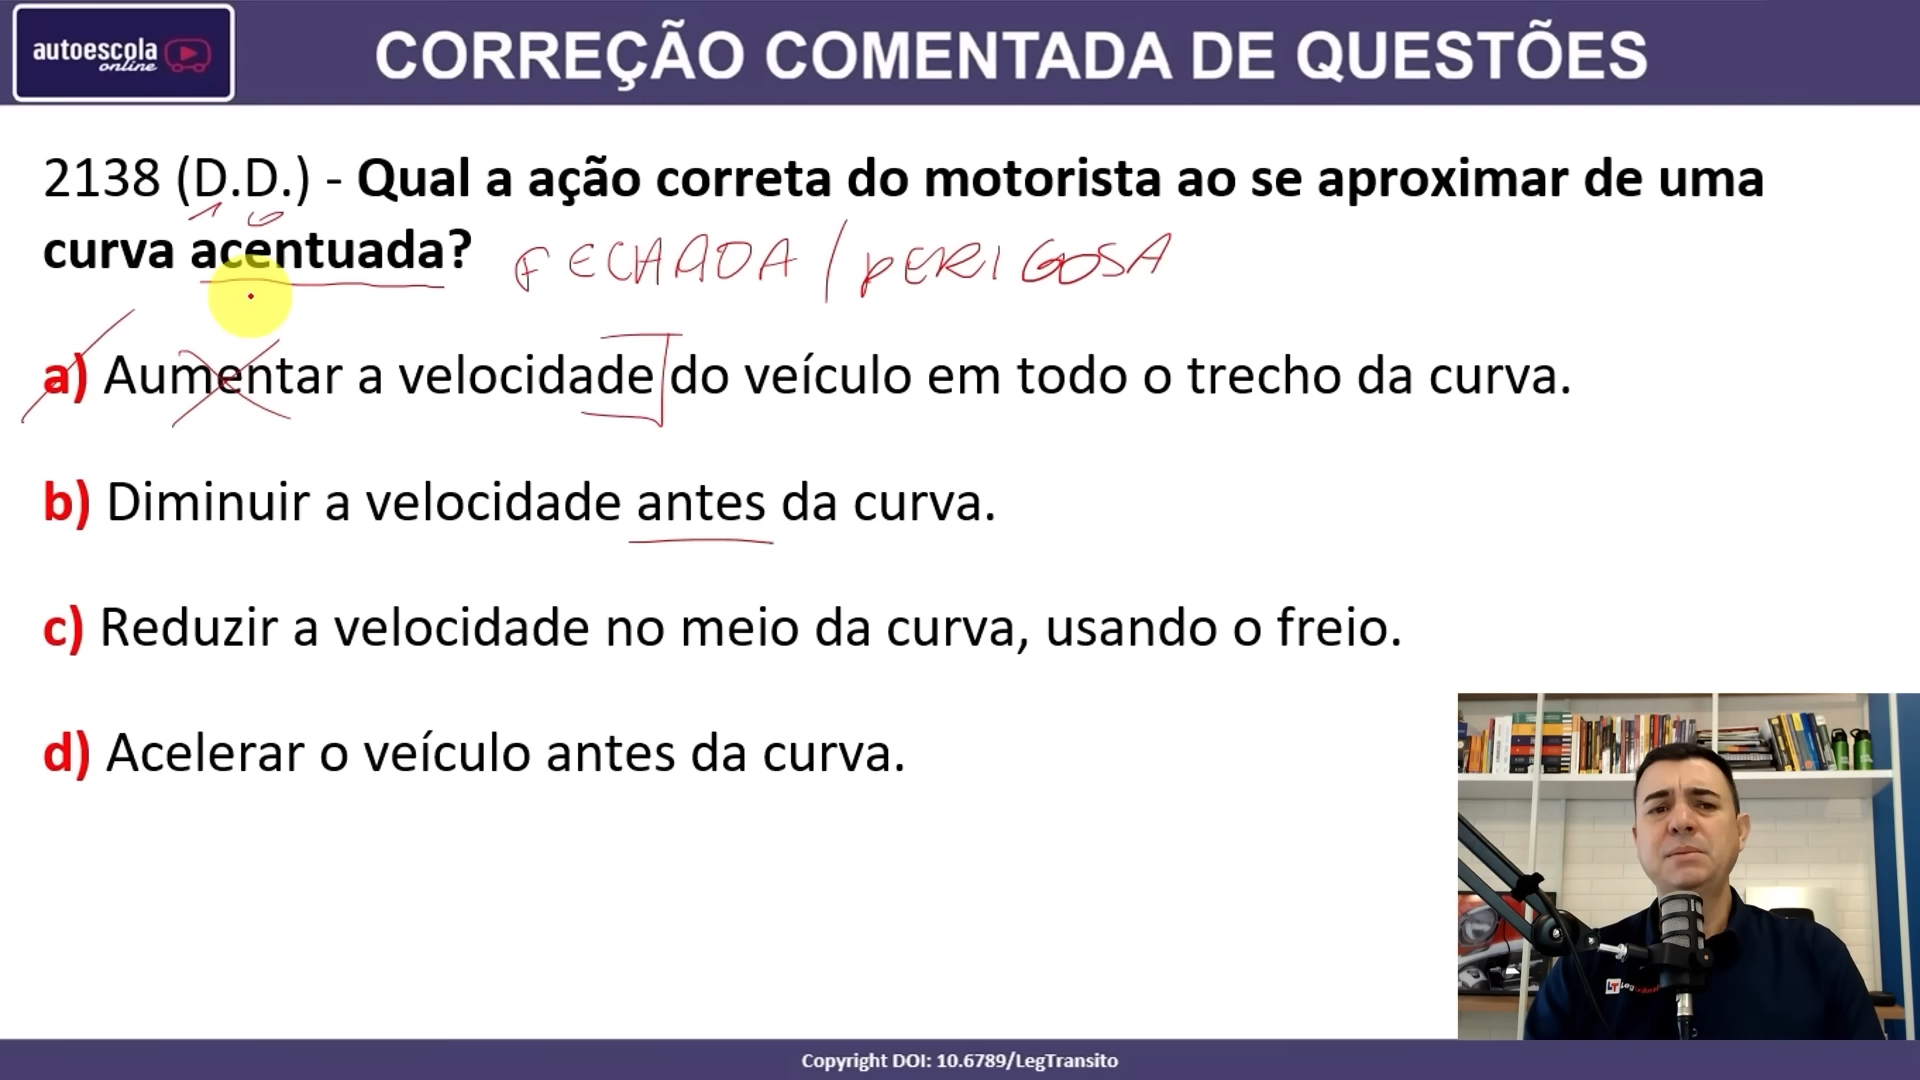 autoescola
online
CORREÇÃO COMENTADA DE QUESTÕES
2138 (D.D.) - Qual a ação correta do motorista ao se aproximar de uma
curva acentuada? FECHADA / PERIGOSA
a) Aumentar a velocidade do veículo em todo o trecho da curva.
b) Diminuir a velocidade antes da curva.
c) Reduzir a velocidade no meio da curva, usando o freio.
d) Acelerar o veículo antes da curva.
Copyright DOI: 10.6789/LegTransito